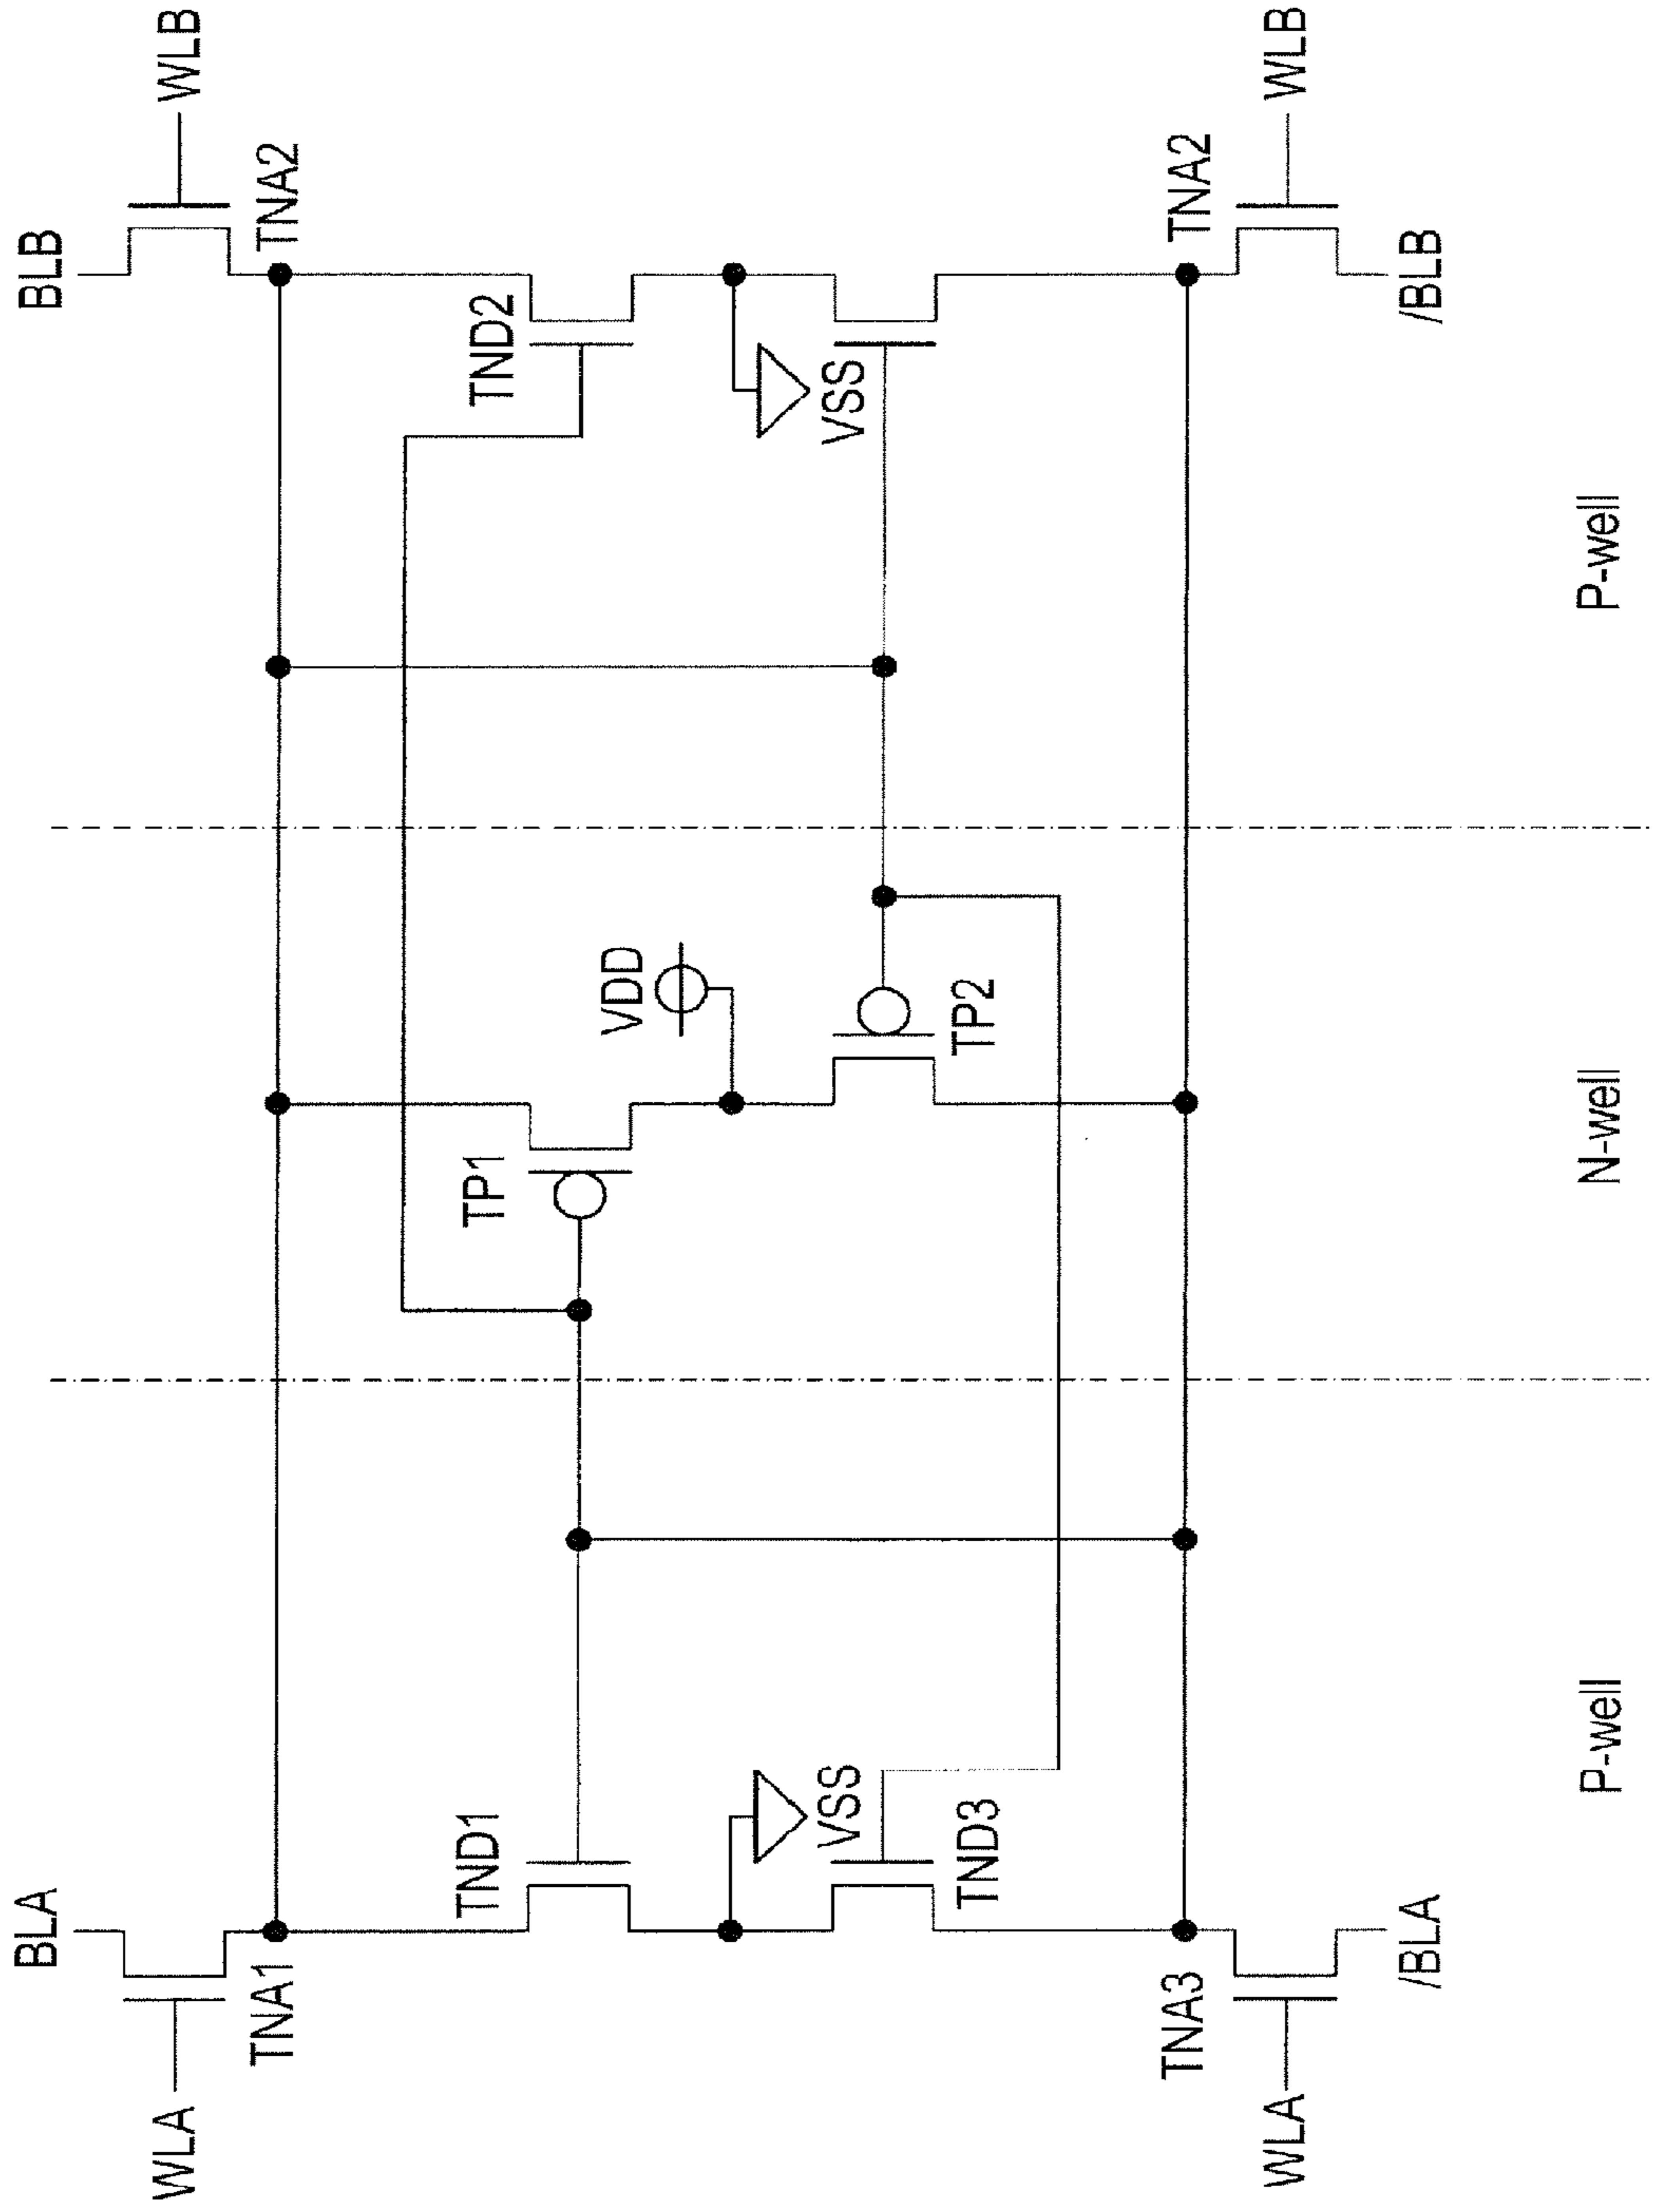 BLA
BLB
WLA
WLB
TNA1
TNA2
TND1
TP1
TND2
VDD
VSS
VSS
TND3
TP2
TNA3
TNA2
WLA
WLB
/BLA
/BLB
P-well
N-well
P-well